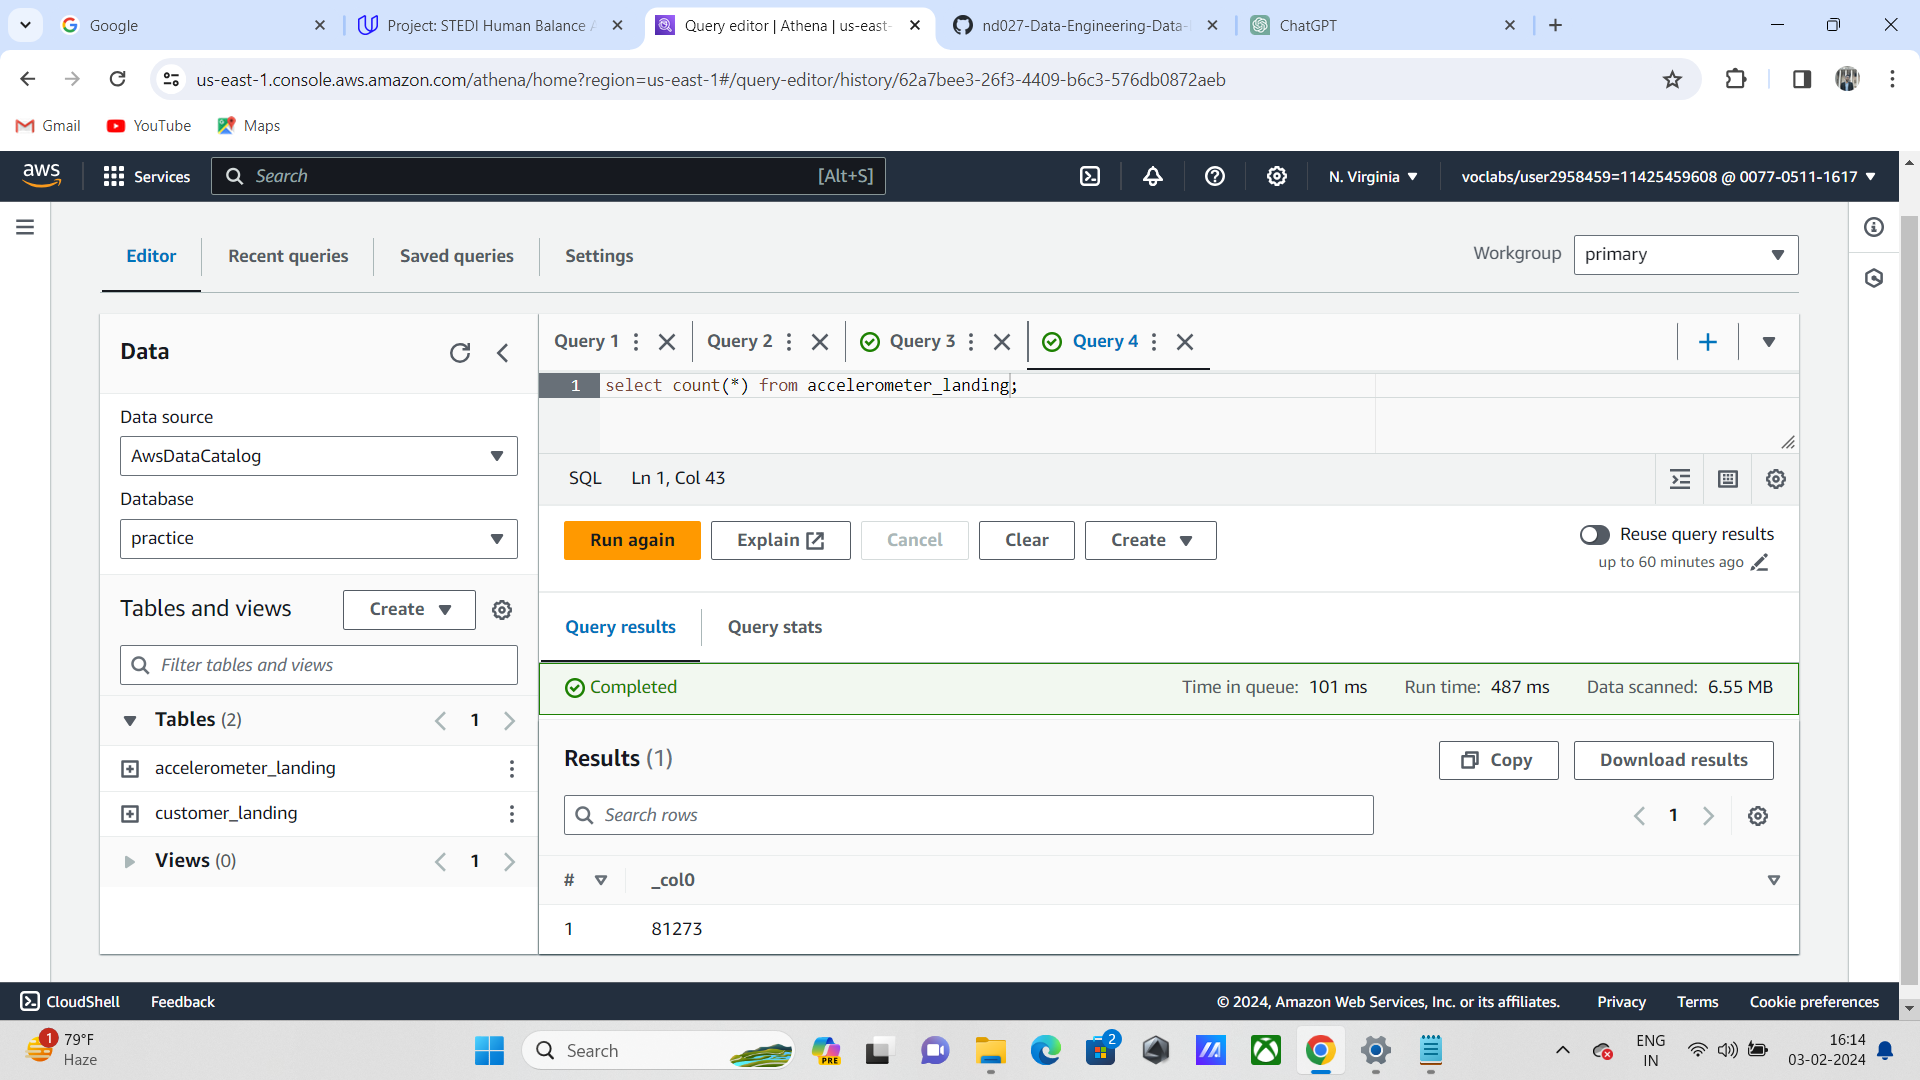 Google
Project: STEDI Human Balance A
Query editor | Athena | us-east-
nd027-Data-Engineering-Data-
ChatGPT
us-east-1.console.aws.amazon.com/athena/home?region=us-east-1#/query-editor/history/62a7bee3-26f3-4409-b6c3-576db0872aeb
Gmail
YouTube
Maps
aws
Services
Search
[Alt+S]
N. Virginia
voclabs/user2958459=11425459608 @ 0077-0511-1617
Editor
Recent queries
Saved queries
Settings
Workgroup
primary
Data
Data source
AwsDataCatalog
Database
practice
Tables and views
Create
Filter tables and views
Tables (2)
1
accelerometer_landing
customer_landing
Views (0)
1
Query 1
Query 2
Query 3
Query 4
1
select count(*) from accelerometer_landing;
SQL
Ln 1, Col 43
Run again
Explain
Cancel
Clear
Create
Reuse query results
up to 60 minutes ago
Query results
Query stats
Completed
Time in queue: 101 ms
Run time: 487 ms
Data scanned: 6.55 MB
Results (1)
Copy
Download results
Search rows
1
#
_col0
1
81273
CloudShell
Feedback
© 2024, Amazon Web Services, Inc. or its affiliates.
Privacy
Terms
Cookie preferences
1
79°F
Haze
Search
PRE
2
ENG
IN
16:14
03-02-2024